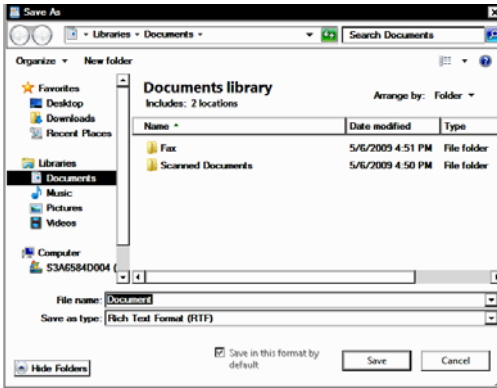 Save As
Libraries Documents
Search Documents
Organize New folder
Favorites
Desktop
Downloads
Recent Places
Libraries
Documents
Music
Pictures
Videos
Computer
S3A6584D004 (
Documents library
Includes: 2 locations
Arrange by: Folder
Name Date modified Type
Fax 5/6/2009 4:51 PM File folder
Scanned Documents 5/6/2009 4:50 PM File folder
File name: Document
Save as type: Rich Text Format (RTF)
Hide Folders
Save in this format by
default
Save Cancel